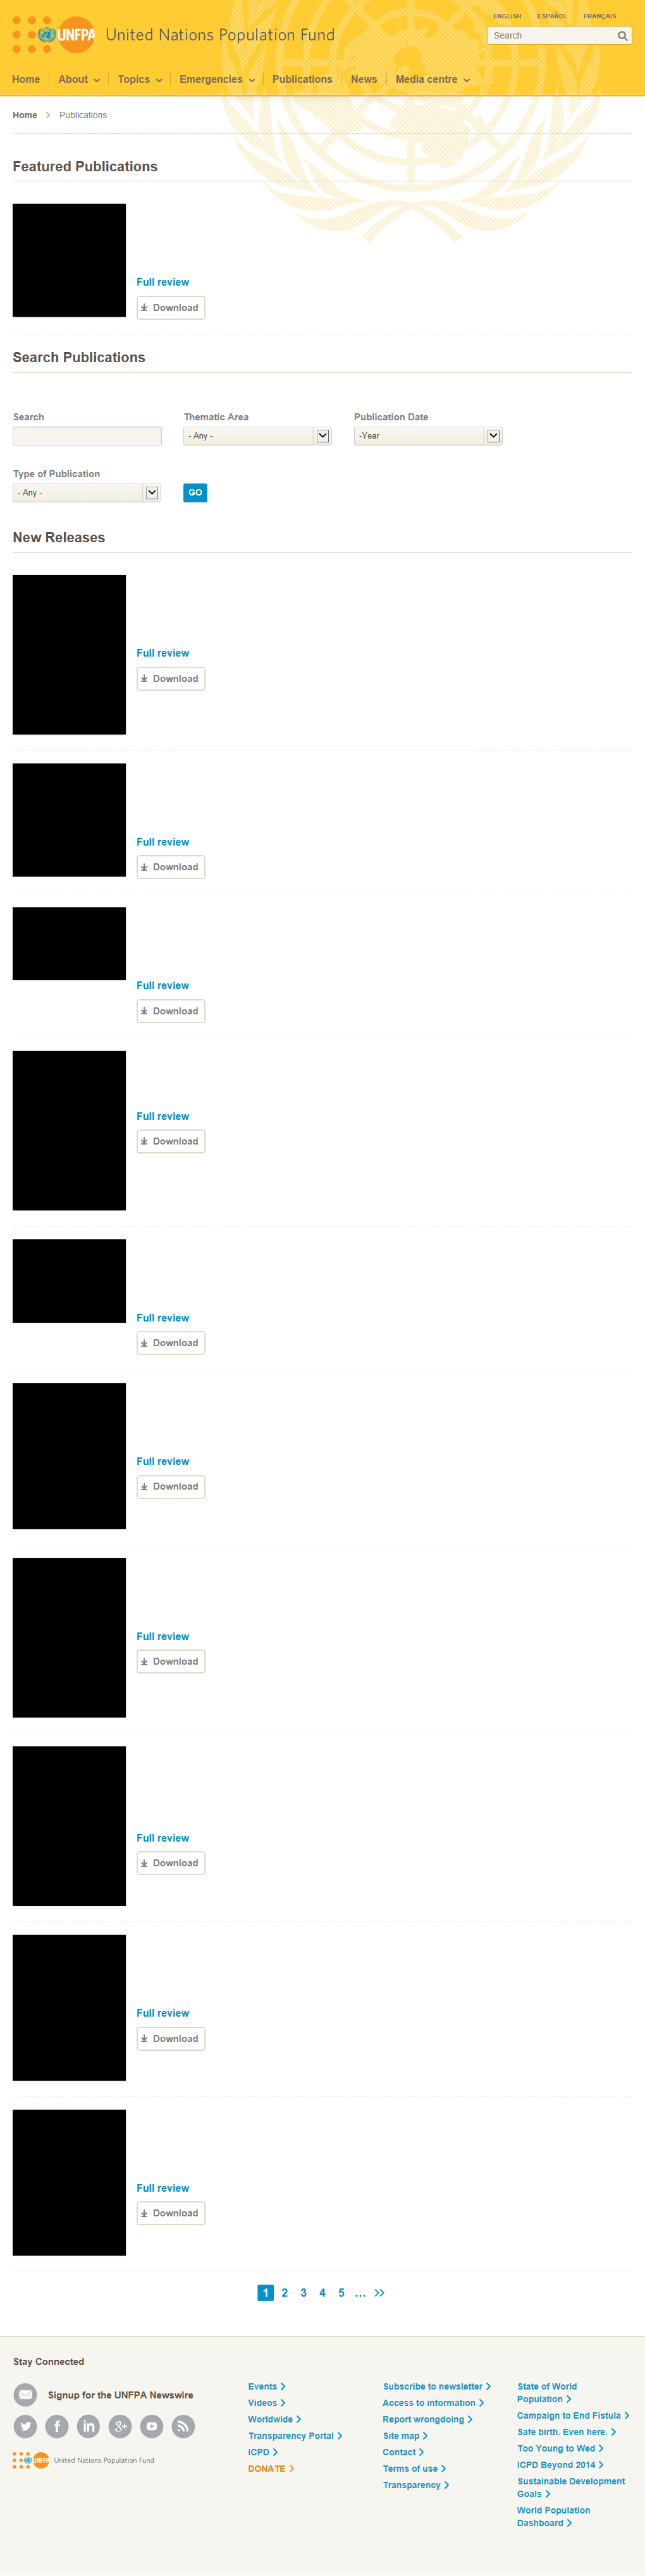 ENGLISH ESPAÑOL FRANÇAIS
UNFPA United Nations Population Fund
Search
Home About Topics Emergencies Publications News Media centre
Home Publications
Featured Publications
Full review
Download
Search Publications
Search Thematic Area Publication Date
- Any - -Year
Type of Publication
- Any - GO
New Releases
Full review
Download
Full review
Download
Full review
Download
Full review
Download
Full review
Download
Full review
Download
Full review
Download
Full review
Download
Full review
Download
Full review
Download
1 2 3 4 5 ... >>
Stay Connected
Signup for the UNFPA Newswire
UNFPA United Nations Population Fund
Events
Videos
Worldwide
Transparency Portal
ICPD
DONATE
Subscribe to newsletter
Access to information
Report wrongdoing
Site map
Contact
Terms of use
Transparency
State of World
Population
Campaign to End Fistula
Safe birth. Even here.
Too Young to Wed
ICPD Beyond 2014
Sustainable Development
Goals
World Population
Dashboard